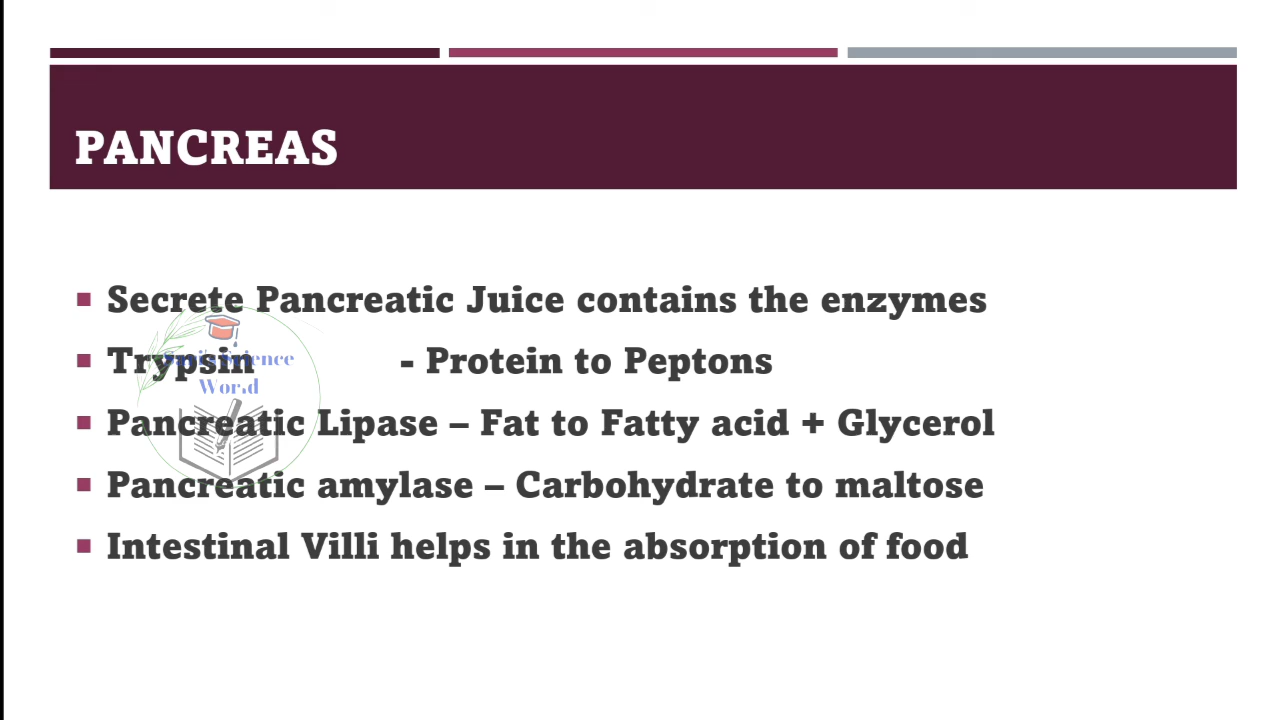 PANCREAS
Secrete Pancreatic Juice contains the enzymes
Trypsin - Protein to Peptons
Pancreatic Lipase – Fat to Fatty acid + Glycerol
Pancreatic amylase – Carbohydrate to maltose
Intestinal Villi helps in the absorption of food
World